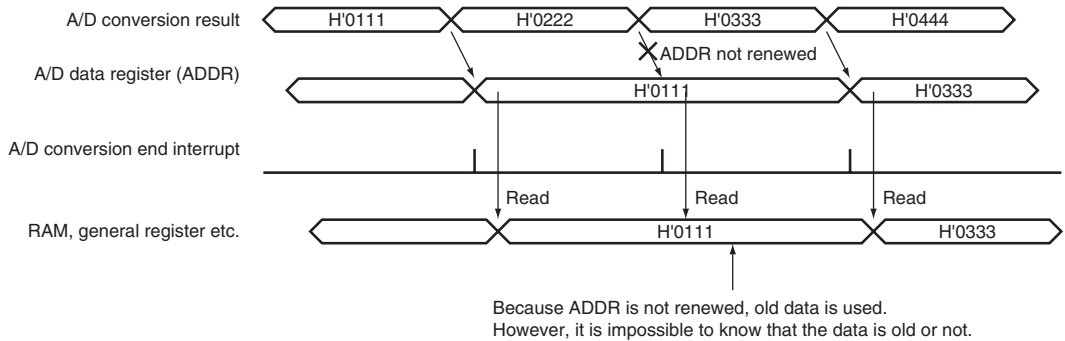 A/D conversion result
H'0111
H'0222
H'0333
H'0444
ADDR not renewed
A/D data register (ADDR)
H'0111
H'0333
A/D conversion end interrupt
Read
Read
Read
RAM, general register etc.
H'0111
H'0333
Because ADDR is not renewed, old data is used.
However, it is impossible to know that the data is old or not.